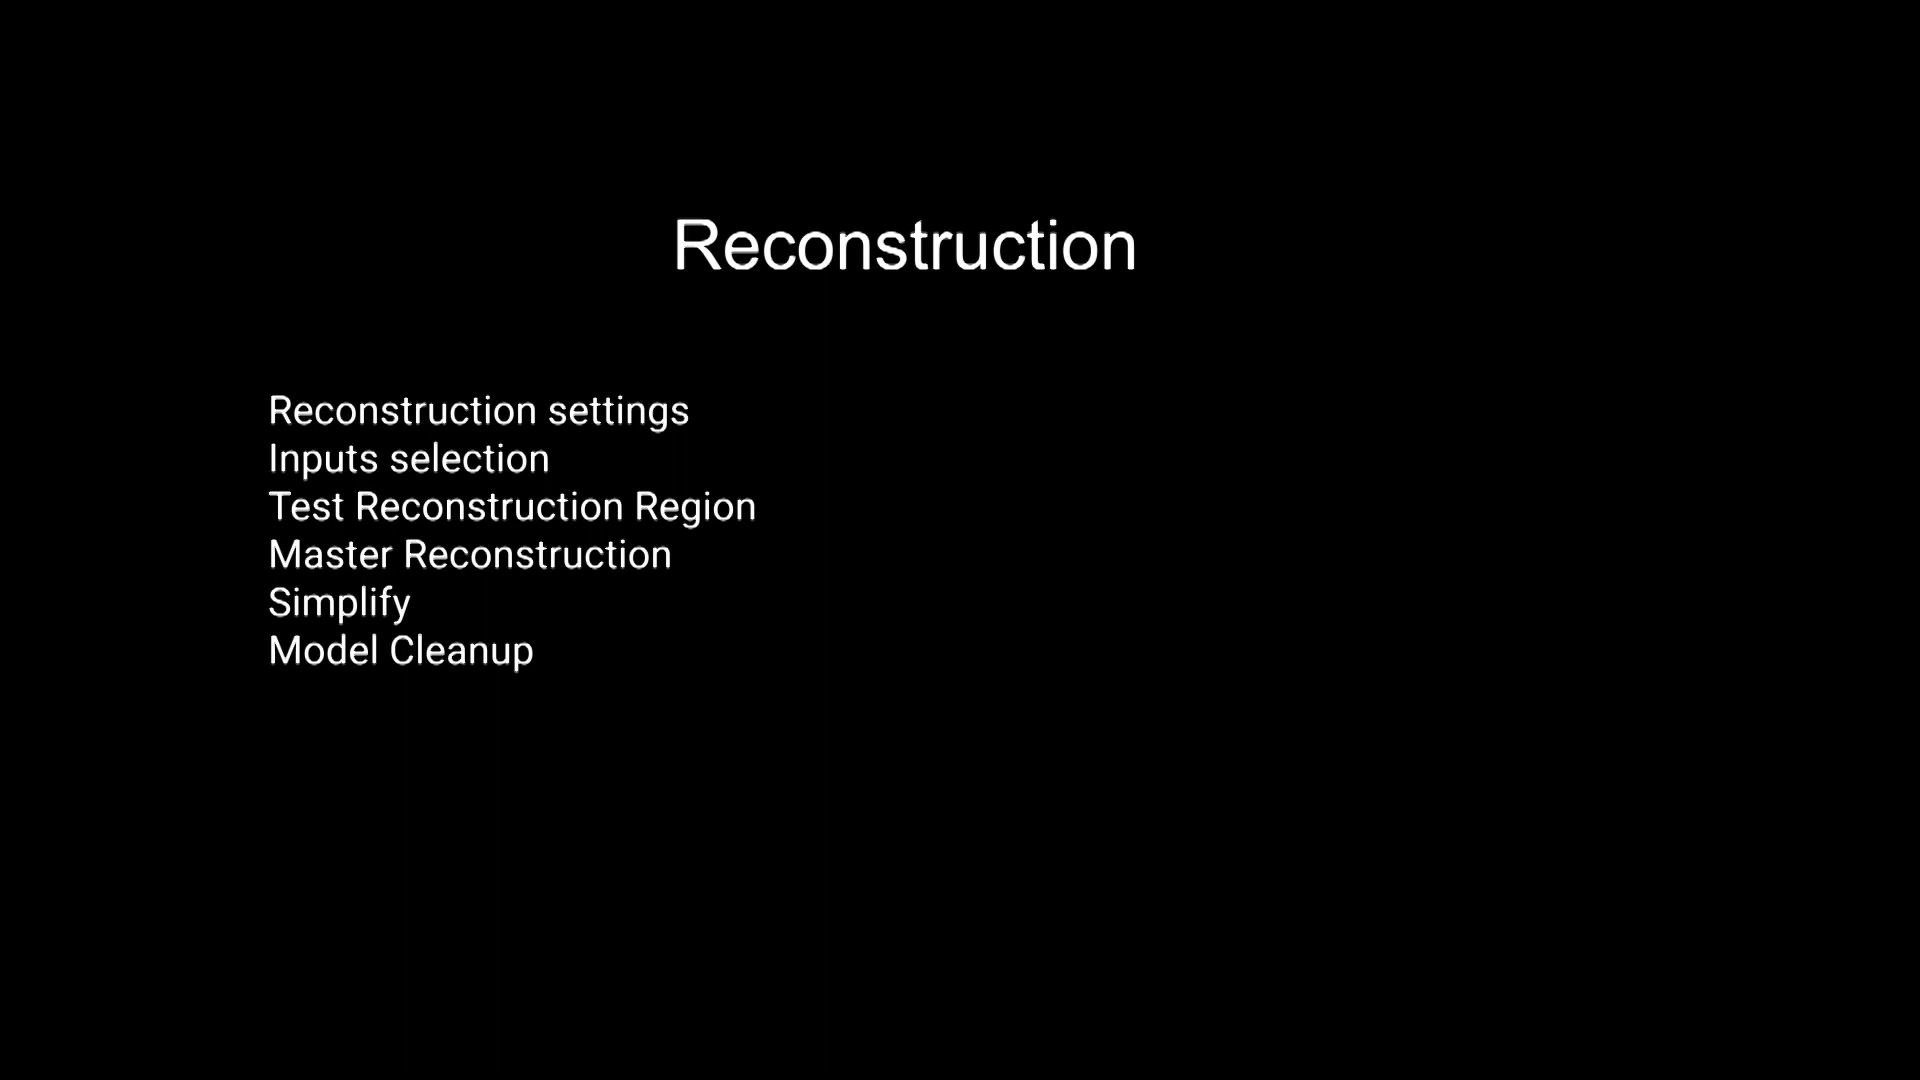 Reconstruction
Reconstruction settings
Inputs selection
Test Reconstruction Region
Master Reconstruction
Simplify
Model Cleanup